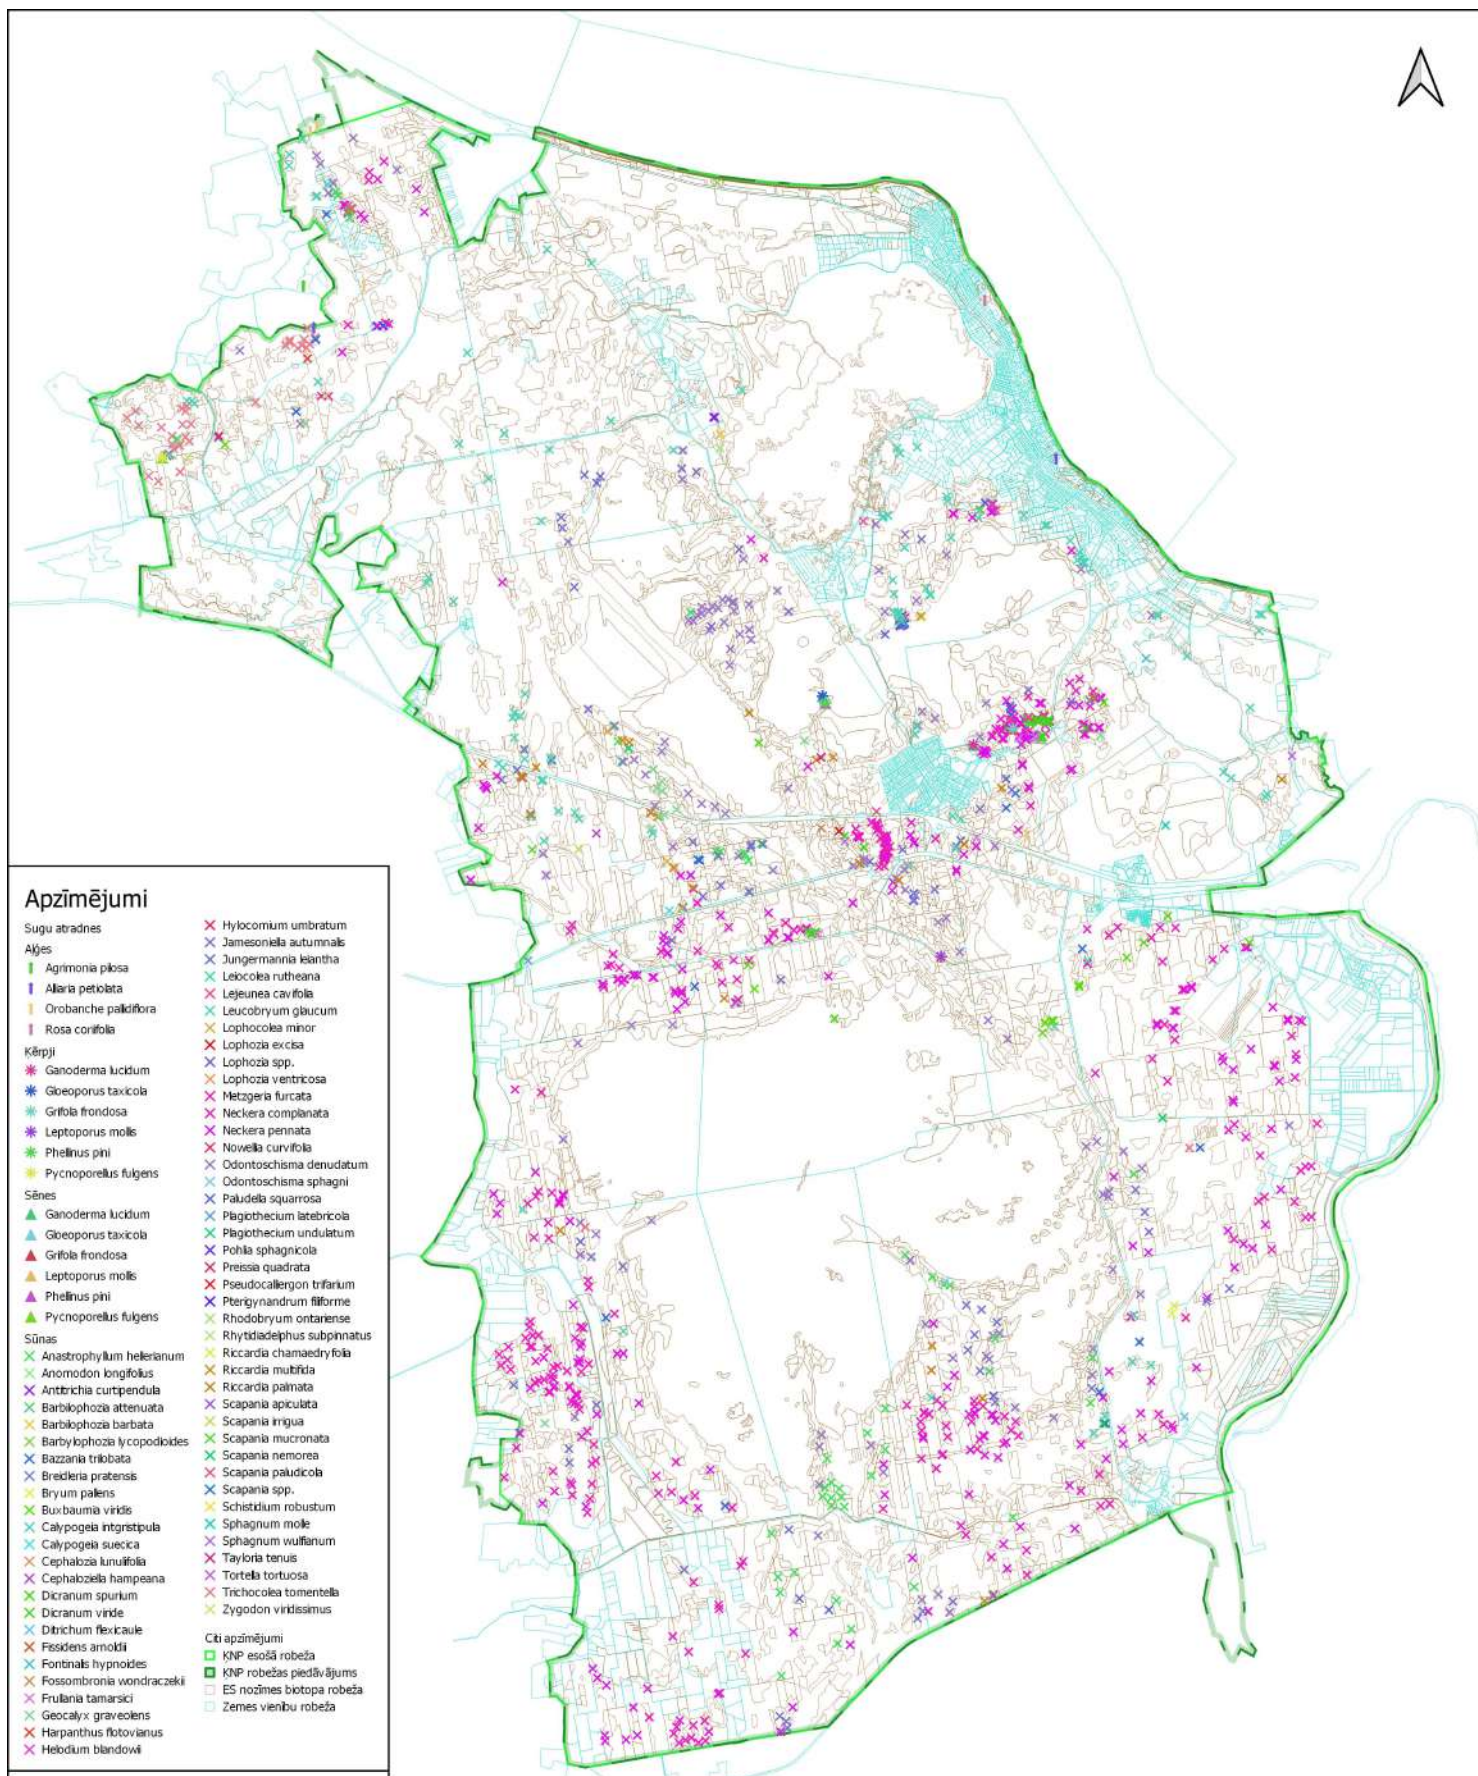 Apzīmējumi
Sugu atradnes
Aļģes
Agrimonia pilosa
Alliaria petiolata
Orobanche pallidiflora
Rosa coriifolia
Ķērpji
Ganoderma lucidum
Gloeoporus taxicola
Grifola frondosa
Leptoporus mollis
Phellinus pini
Pycnoporellus fulgens
Sēnes
Ganoderma lucidum
Gloeoporus taxicola
Grifola frondosa
Leptoporus mollis
Phellinus pini
Pycnoporellus fulgens
Sūnas
Anastrophyllum hellerianum
Anomodon longifolius
Antitrichia curtipendula
Barbilophozia attenuata
Barbilophozia barbata
Barbylophozia lycopodioides
Bazzania trilobata
Breidleria pratensis
Bryum pallens
Buxbaumia viridis
Calypogeia intgristipula
Calypogeia suecica
Cephalozia lunulifolia
Cephaloziella hampeana
Dicranum spurium
Dicranum viride
Ditrichum flexicaule
Fissidens arnoldii
Fontinalis hypnoides
Fossombronia wondraczekii
Frullania tamarsici
Geocalyx graveolens
Harpanthus flotovianus
Helodium blandowii
Hylocomium umbratum
Jamesoniella autumnalis
Jungermannia leiantha
Leiocolea rutheana
Lejeunea cavifolia
Leucobryum glaucum
Lophocolea minor
Lophozia excisa
Lophozia spp.
Lophozia ventricosa
Metzgeria furcata
Neckera complanata
Neckera pennata
Nowellia curvifolia
Odontoschisma denudatum
Odontoschisma sphagni
Paludella squarrosa
Plagiothecium latebricola
Plagiothecium undulatum
Pohlia sphagnicola
Preissia quadrata
Pseudocallergon trifarium
Pterigynandrum filiforme
Rhodobryum ontariense
Rhytidiadelphus subpinnatus
Riccardia chamaedryfolia
Riccardia multifida
Riccardia palmata
Scapania apiculata
Scapania irrigua
Scapania mucronata
Scapania nemorea
Scapania paludicola
Scapania spp.
Schistidium robustum
Sphagnum molle
Sphagnum wulfianum
Tayloria tenuis
Tortella tortuosa
Trichocolea tomentella
Zygodon viridissimus
Citi apzīmējumi
ĶNP esošā robeža
ĶNP robežas piedāvājums
ES nozīmes biotopa robeža
Zemes vienību robeža